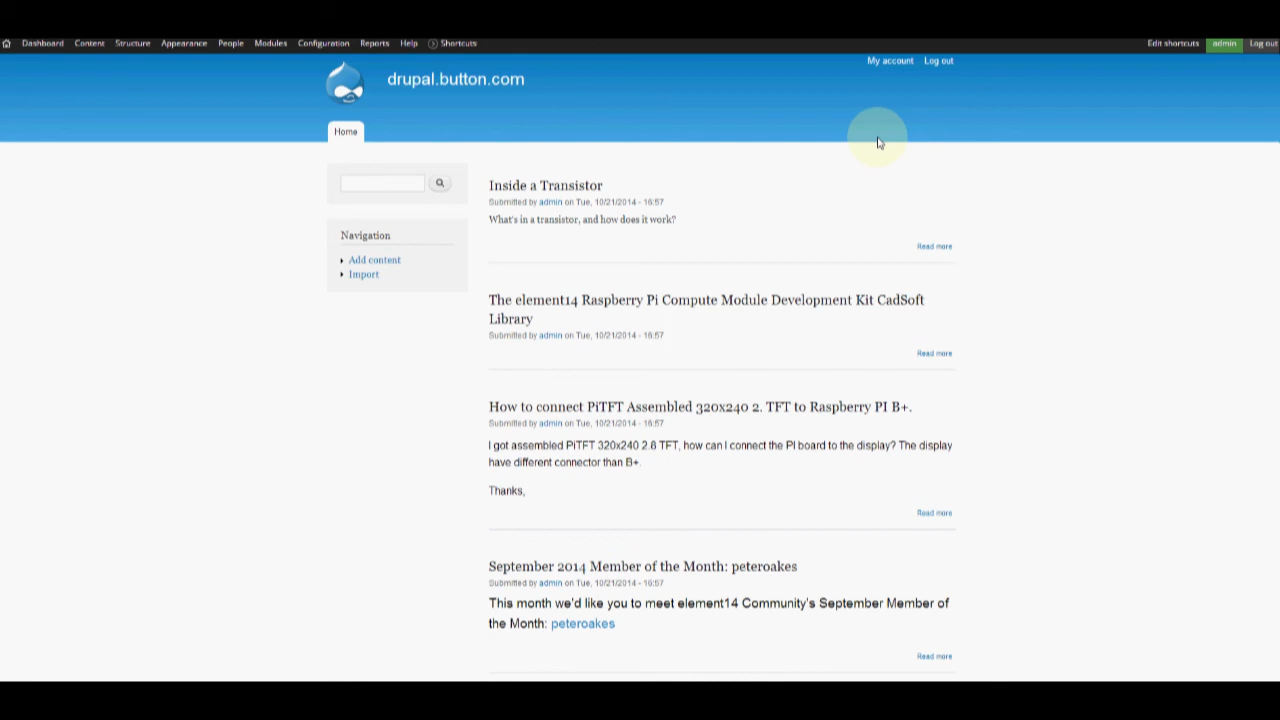 Dashboard Content Structure Appearance People Modules Configuration Reports Help Shortcuts Edit shortcuts admin Log out
My account Log out
drupal.button.com
Home
Navigation
Add content
Import
Inside a Transistor
Submitted by admin on Tue, 10/21/2014 - 16:57
What's in a transistor, and how does it work?
Read more
The element14 Raspberry Pi Compute Module Development Kit CadSoft
Library
Submitted by admin on Tue, 10/21/2014 - 16:57
Read more
How to connect PiTFT Assembled 320x240 2. TFT to Raspberry PI B+.
Submitted by admin on Tue, 10/21/2014 - 16:57
I got assembled PiTFT 320x240 2.8 TFT, how can I connect the PI board to the display? The display
have different connector than B+.
Thanks,
Read more
September 2014 Member of the Month: peteroakes
Submitted by admin on Tue, 10/21/2014 - 16:57
This month we'd like you to meet element14 Community's September Member of
the Month: peteroakes
Read more